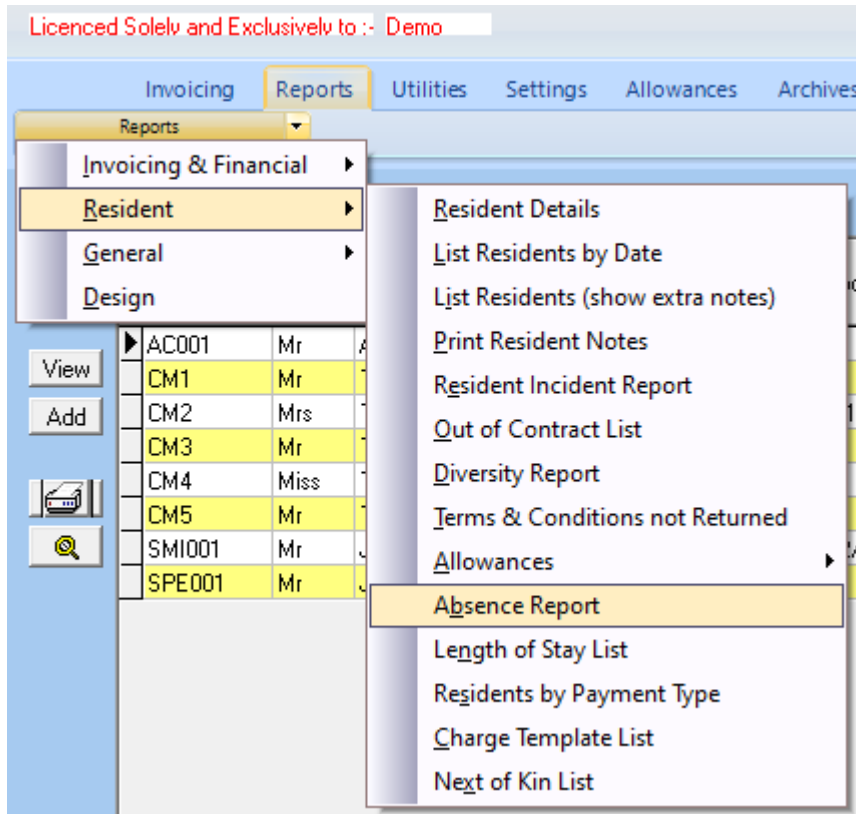 Licenced Solely and Exclusively to :- Demo
Invoicing Reports Utilities Settings Allowances Archives
Reports
Invoicing & Financial
Resident
General
Design
Resident Details
List Residents by Date
List Residents (show extra notes)
Print Resident Notes
Resident Incident Report
Out of Contract List
Diversity Report
Terms & Conditions not Returned
Allowances
Absence Report
Length of Stay List
Residents by Payment Type
Charge Template List
Next of Kin List
View
Add
AC001 Mr
CM1 Mr
CM2 Mrs
CM3 Mr
CM4 Miss
CM5 Mr
SMI001 Mr
SPE001 Mr